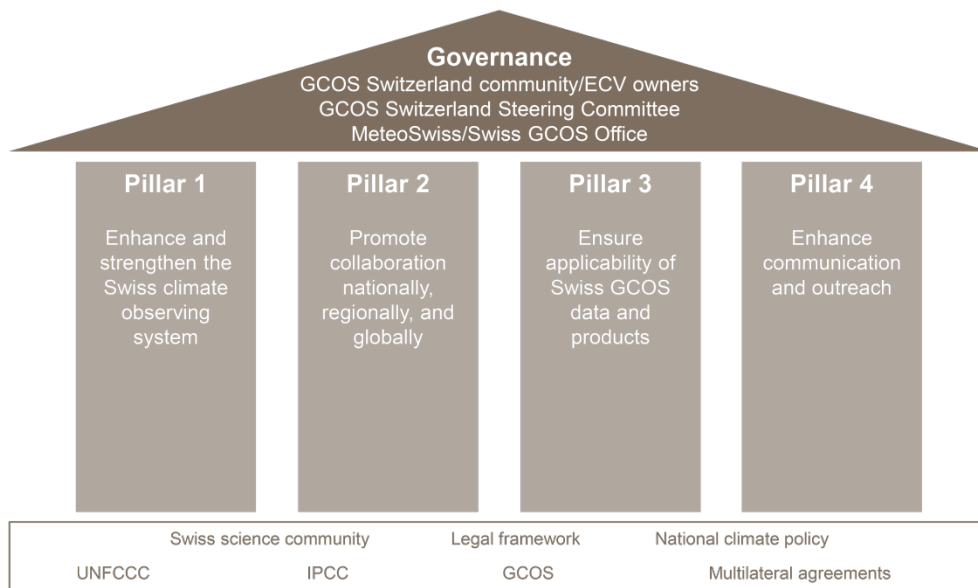 Governance
GCOS Switzerland community/ECV owners
GCOS Switzerland Steering Committee
MeteoSwiss/Swiss GCOS Office
Pillar 1
Enhance and
strengthen the
Swiss climate
observing
system
Pillar 2
Promote
collaboration
nationally,
regionally, and
globally
Pillar 3
Ensure
applicability of
Swiss GCOS
data and
products
Pillar 4
Enhance
communication
and outreach
Swiss science community Legal framework National climate policy
UNFCCC IPCC GCOS Multilateral agreements